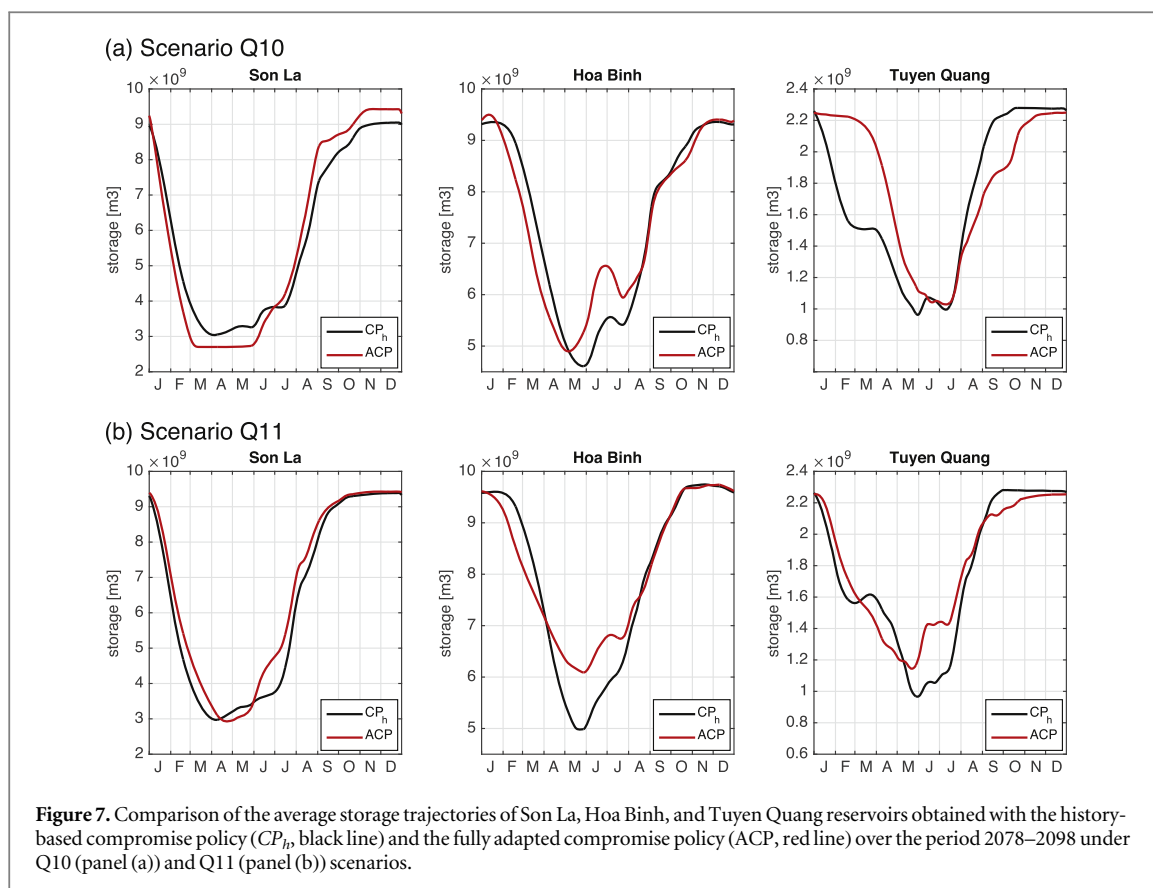 (a) Scenario Q10
Son La
Hoa Binh
Tuyen Quang
× 10⁹
10
9
8
7
6
5
4
3
2
storage [m3]
J F M A M J J A S O N D
CPh
ACP
× 10⁹
10
9
8
7
6
5
storage [m3]
J F M A M J J A S O N D
CPh
ACP
× 10⁹
2.4
2.2
2
1.8
1.6
1.4
1.2
1
0.8
storage [m3]
J F M A M J J A S O N D
CPh
ACP
(b) Scenario Q11
Son La
Hoa Binh
Tuyen Quang
× 10⁹
10
9
8
7
6
5
4
3
2
storage [m3]
J F M A M J J A S O N D
CPh
ACP
× 10⁹
10
9
8
7
6
5
storage [m3]
J F M A M J J A S O N D
CPh
ACP
× 10⁹
2.4
2.2
2
1.8
1.6
1.4
1.2
1
0.8
0.6
storage [m3]
J F M A M J J A S O N D
CPh
ACP
Figure 7. Comparison of the average storage trajectories of Son La, Hoa Binh, and Tuyen Quang reservoirs obtained with the history-
based compromise policy (CPh, black line) and the fully adapted compromise policy (ACP, red line) over the period 2078–2098 under
Q10 (panel (a)) and Q11 (panel (b)) scenarios.